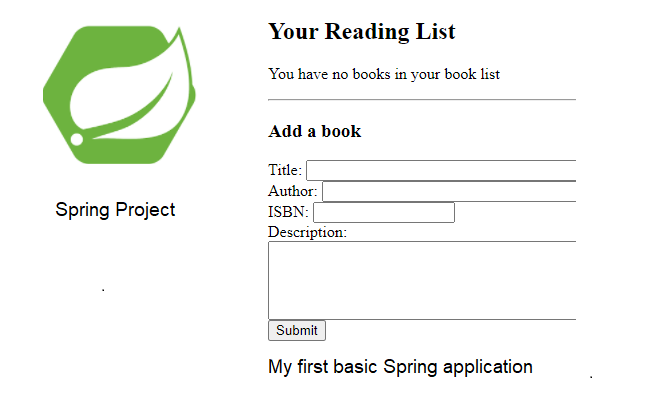 Your Reading List
You have no books in your book list
Add a book
Title:
Author:
ISBN:
Description:
Submit
My first basic Spring application
Spring Project
.
.